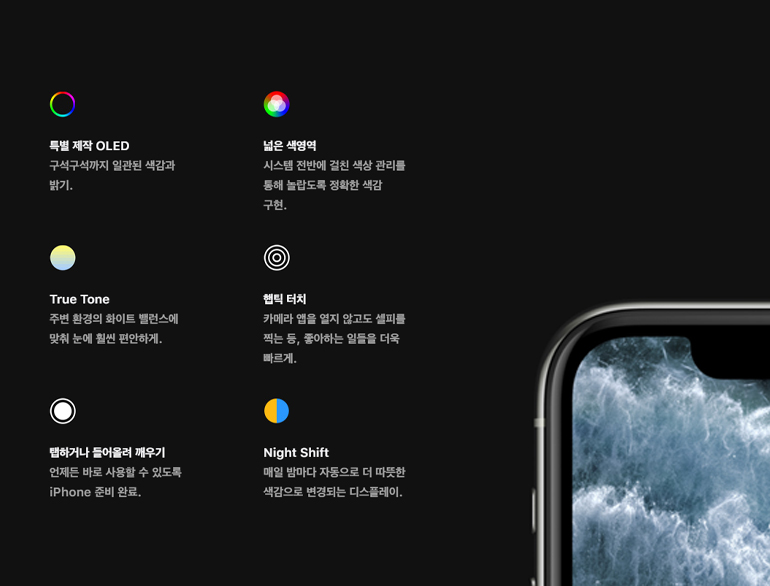 특별 제작 OLED
구석구석까지 일관된 색감과
밝기.
넓은 색영역
시스템 전반에 걸친 색상 관리를
통해 놀랍도록 정확한 색감
구현.
True Tone
주변 환경의 화이트 밸런스에
맞춰 눈에 훨씬 편안하게.
햅틱 터치
카메라 앱을 열지 않고도 셀피를
찍는 등, 좋아하는 일들을 더욱
빠르게.
탭하거나 들어올려 깨우기
언제든 바로 사용할 수 있도록
iPhone 준비 완료.
Night Shift
매일 밤마다 자동으로 더 따뜻한
색감으로 변경되는 디스플레이.